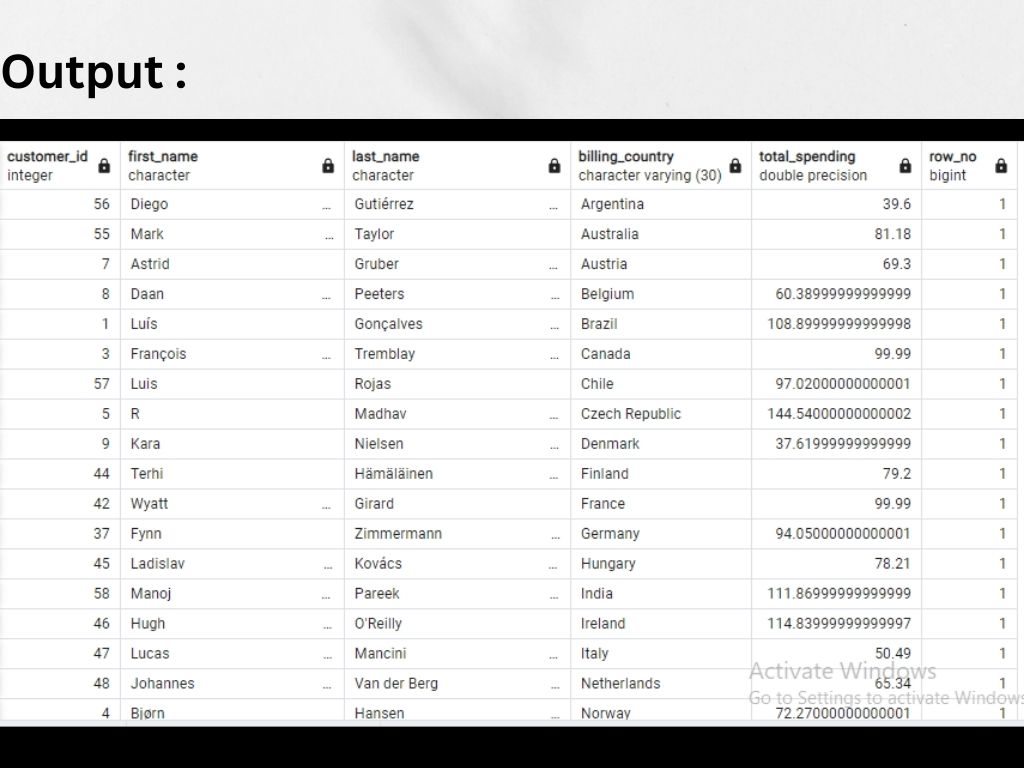 Output :
customer_id first_name last_name billing_country total_spending row_no
integer character character character varying (30) double precision bigint
56 Diego ... Gutiérrez ... Argentina 39.6 1
55 Mark ... Taylor Australia 81.18 1
7 Astrid Gruber ... Austria 69.3 1
8 Daan ... Peeters ... Belgium 60.38999999999999 1
1 Luís Gonçalves ... Brazil 108.89999999999998 1
3 François ... Tremblay ... Canada 99.99 1
57 Luis Rojas Chile 97.02000000000001 1
5 R Madhav ... Czech Republic 144.54000000000002 1
9 Kara Nielsen ... Denmark 37.61999999999999 1
44 Terhi Hämäläinen ... Finland 79.2 1
42 Wyatt ... Girard France 99.99 1
37 Fynn Zimmermann ... Germany 94.05000000000001 1
45 Ladislav ... Kovács ... Hungary 78.21 1
58 Manoj ... Pareek ... India 111.86999999999999 1
46 Hugh ... O'Reilly Ireland 114.83999999999997 1
47 Lucas ... Mancini ... Italy 50.49 1
48 Johannes ... Van der Berg ... Netherlands 65.34 1
4 Bjørn Hansen ... Norway 72.27000000000001 1
Activate Windows
Go to Settings to activate Windows